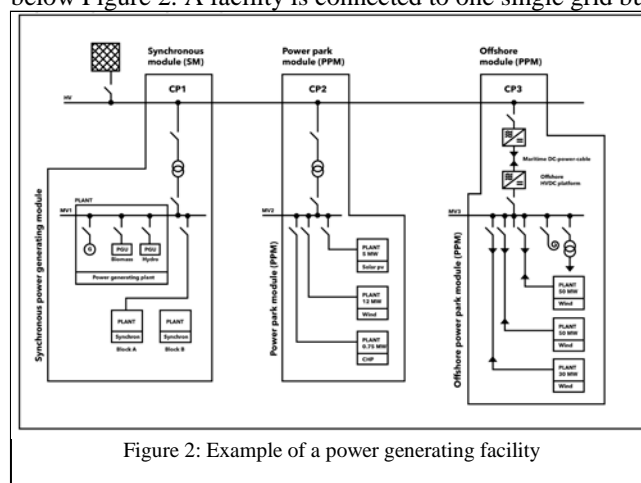 below Figure 2. A facility is connected to one single grid bu
Synchronous
module (SM)
Power park
module (PPM)
Offshore
module (PPM)
CP1
CP2
CP3
HV
Maritime DC-power-cable
Offshore
HVDC platform
MV1
MV2
MV3
PLANT
G
PGU
Biomass
PGU
Hydro
Power generating plant
PLANT
Synchron
Block A
PLANT
Synchron
Block B
PLANT
5 MW
Solar pv
PLANT
12 MW
Wind
PLANT
0.75 MW
CHP
PLANT
50 MW
Wind
PLANT
50 MW
Wind
PLANT
30 MW
Wind
Synchronous power generating module
Power park module (PPM)
Offshore power park module (PPM)
Figure 2: Example of a power generating facility